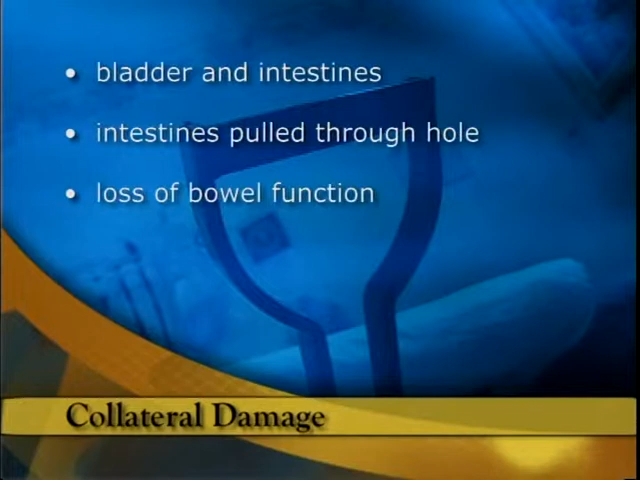 • bladder and intestines
• intestines pulled through hole
• loss of bowel function
Collateral Damage